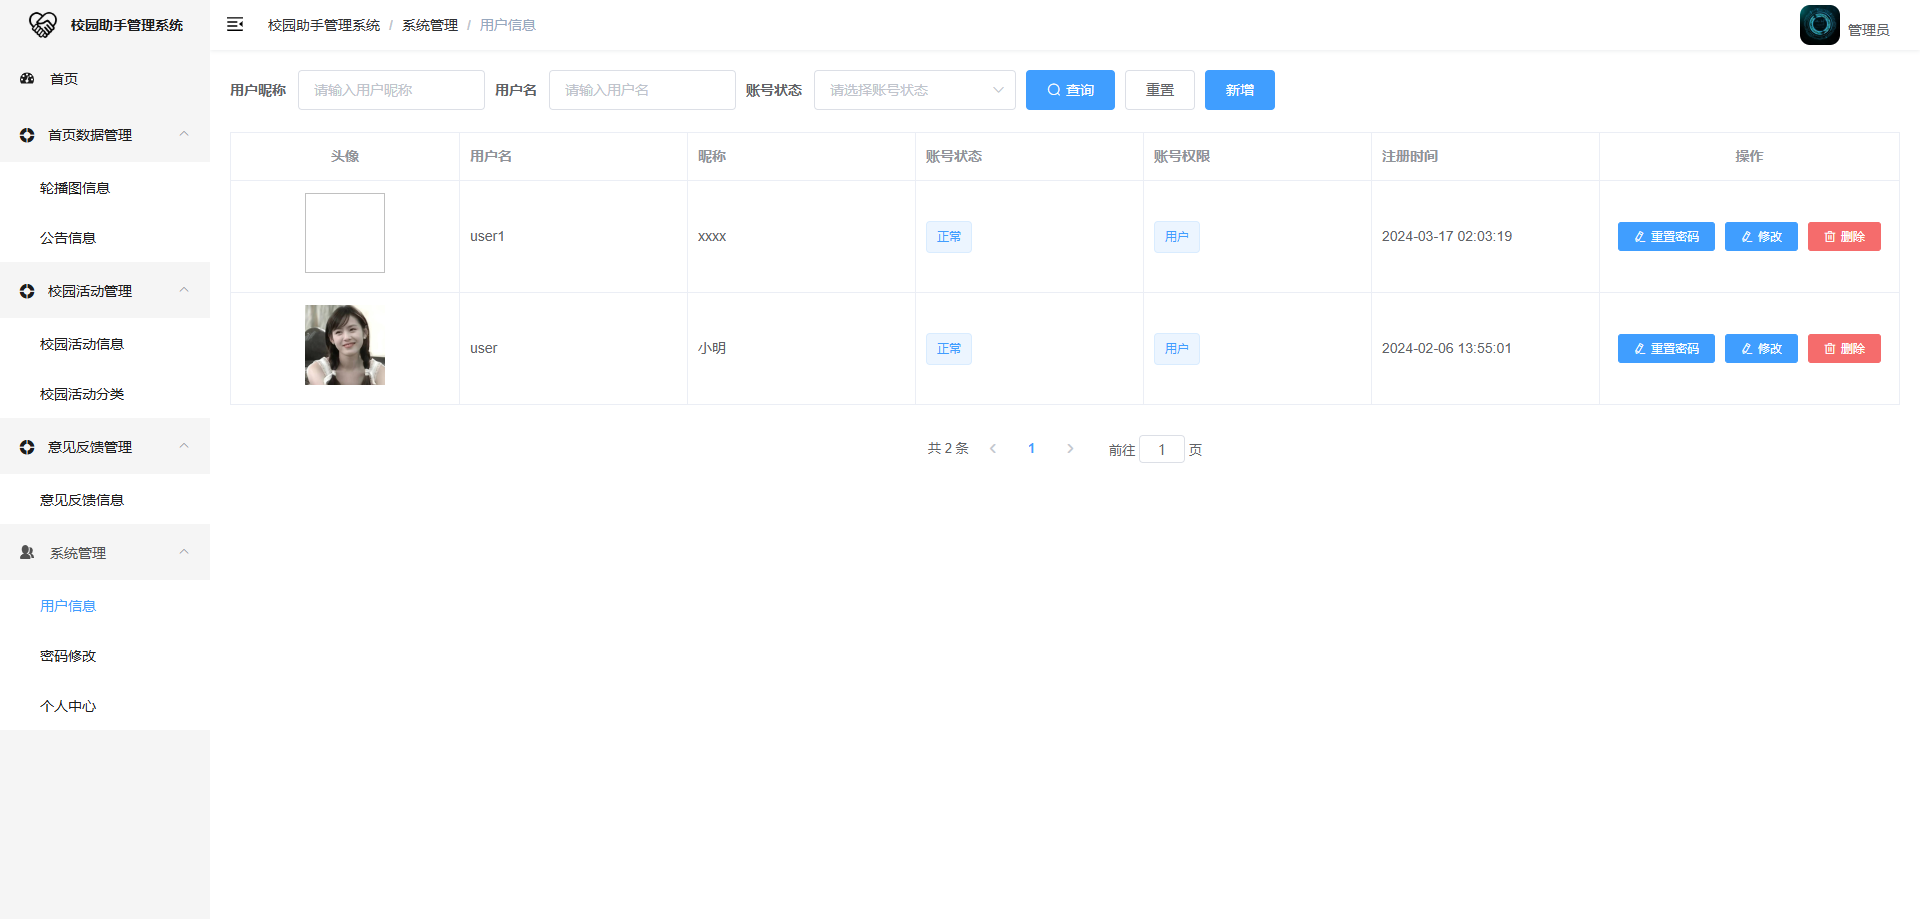 校园助手管理系统
首页
首页数据管理
轮播图信息
公告信息
校园活动管理
校园活动信息
校园活动分类
意见反馈管理
意见反馈信息
系统管理
用户信息
密码修改
个人中心
校园助手管理系统 / 系统管理 / 用户信息
管理员
用户昵称 请输入用户昵称 用户名 请输入用户名 账号状态 请选择账号状态 查询 重置 新增
头像 用户名 昵称 账号状态 账号权限 注册时间 操作
user1 xxxx 正常 用户 2024-03-17 02:03:19 重置密码 修改 删除
user 小明 正常 用户 2024-02-06 13:55:01 重置密码 修改 删除
共 2 条 1 前往 1 页